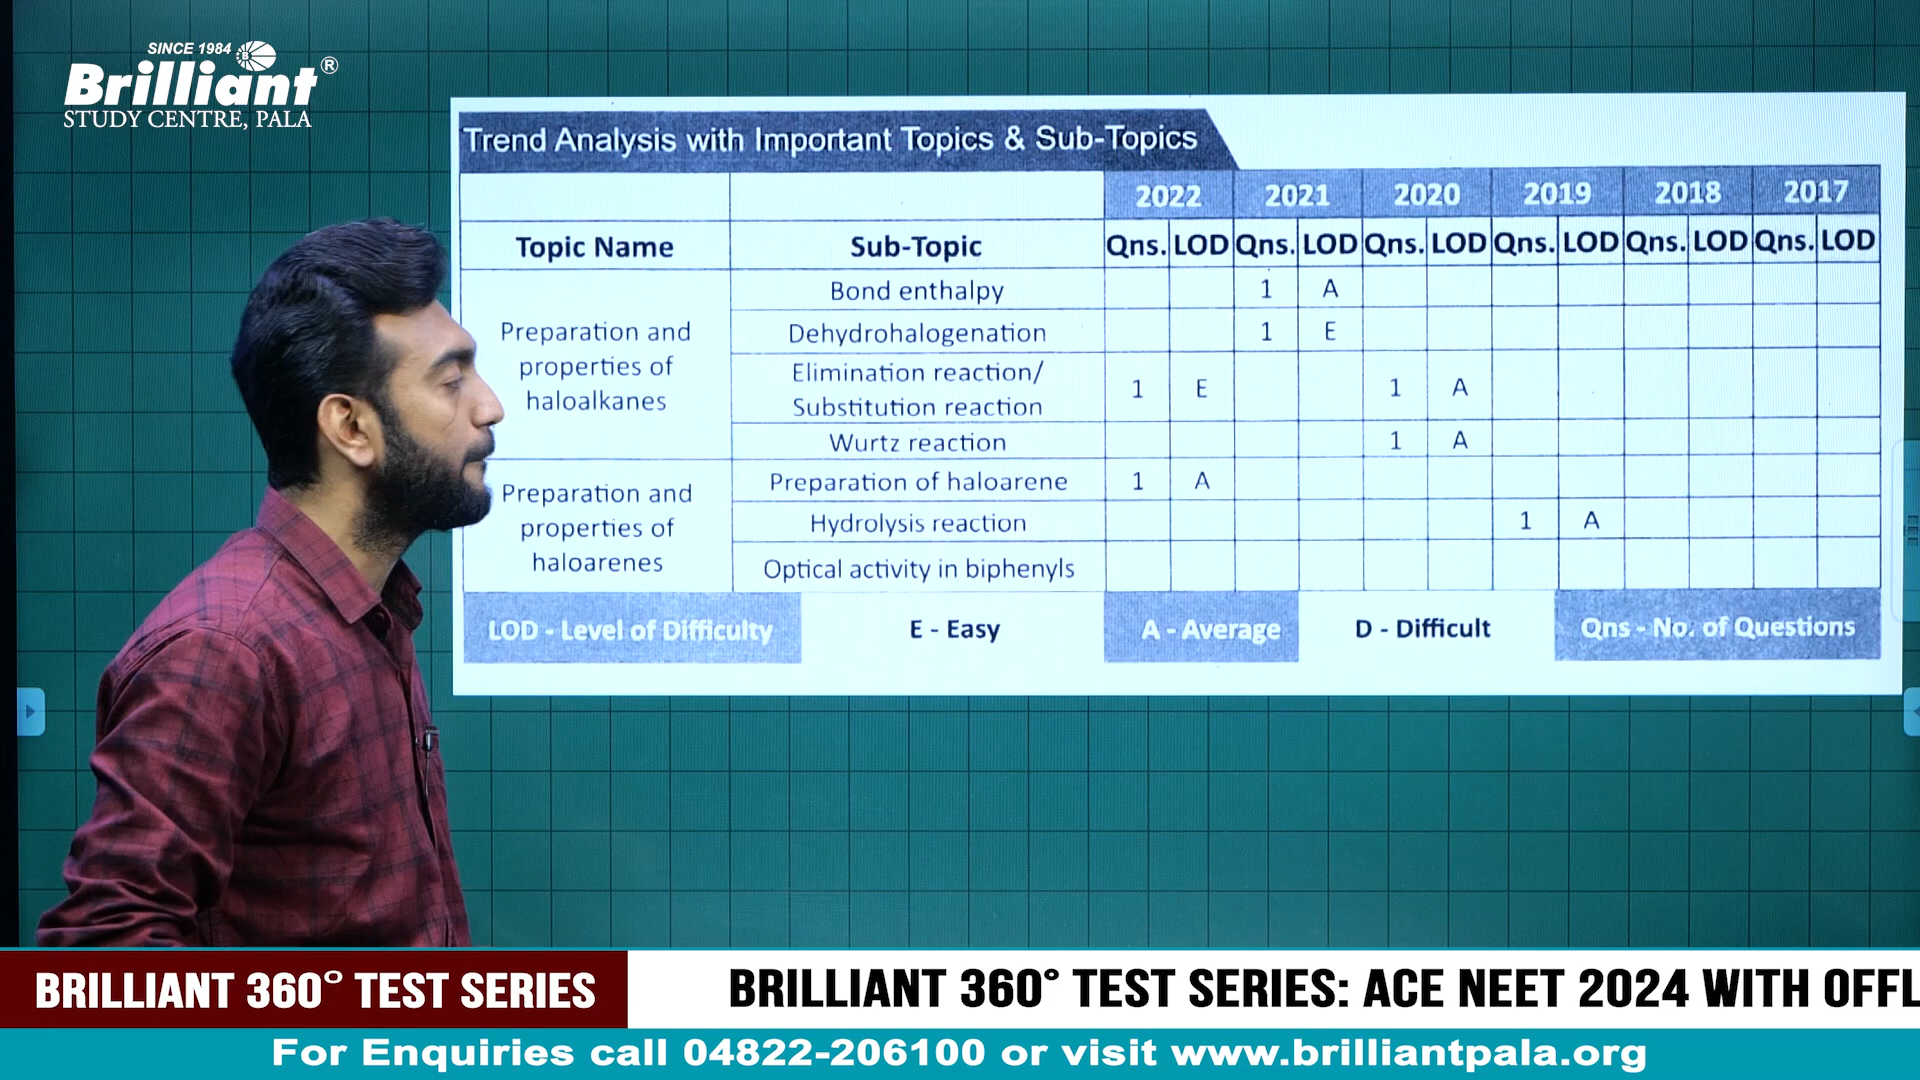 SINCE 1984
Brilliant®
STUDY CENTRE, PALA
Trend Analysis with Important Topics & Sub-Topics
2022 2021 2020 2019 2018 2017
Topic Name Sub-Topic Qns. LOD Qns. LOD Qns. LOD Qns. LOD Qns. LOD Qns. LOD
Preparation and
properties of
haloalkanes
Bond enthalpy 1 A
Dehydrohalogenation 1 E
Elimination reaction/
Substitution reaction 1 E 1 A
Wurtz reaction 1 A
Preparation and
properties of
haloarenes
Preparation of haloarene 1 A
Hydrolysis reaction 1 A
Optical activity in biphenyls
LOD - Level of Difficulty E - Easy A - Average D - Difficult Qns - No. of Questions
BRILLIANT 360° TEST SERIES
BRILLIANT 360° TEST SERIES: ACE NEET 2024 WITH OFFL
For Enquiries call 04822-206100 or visit www.brilliantpala.org